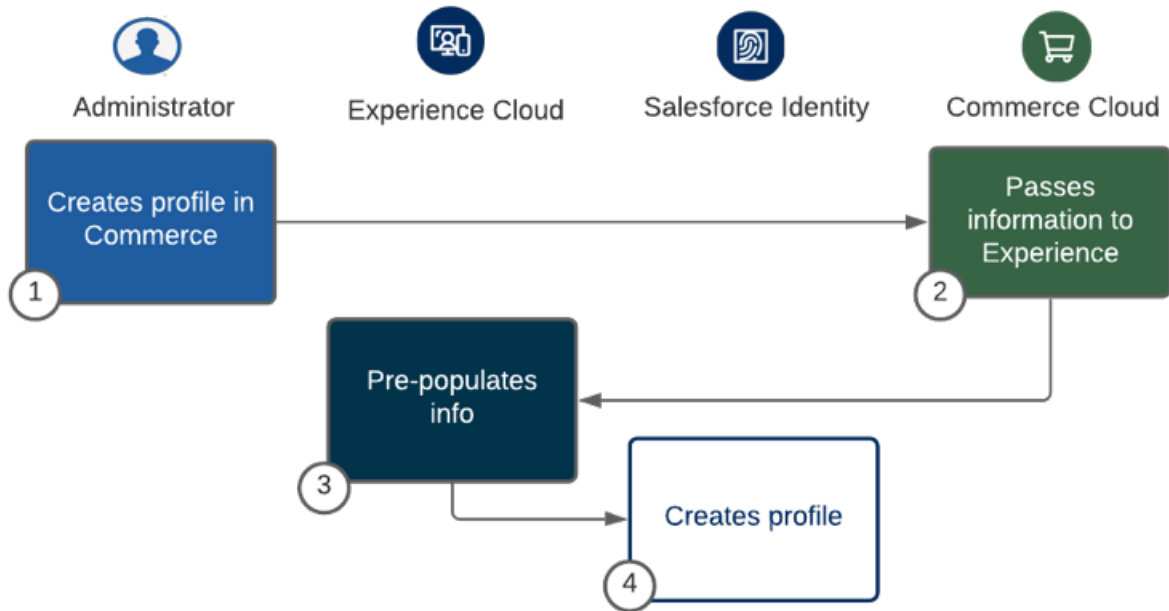 Administrator
Experience Cloud
Salesforce Identity
Commerce Cloud
Creates profile in
Commerce
1
Passes
information to
Experience
2
Pre-populates
info
3
Creates profile
4